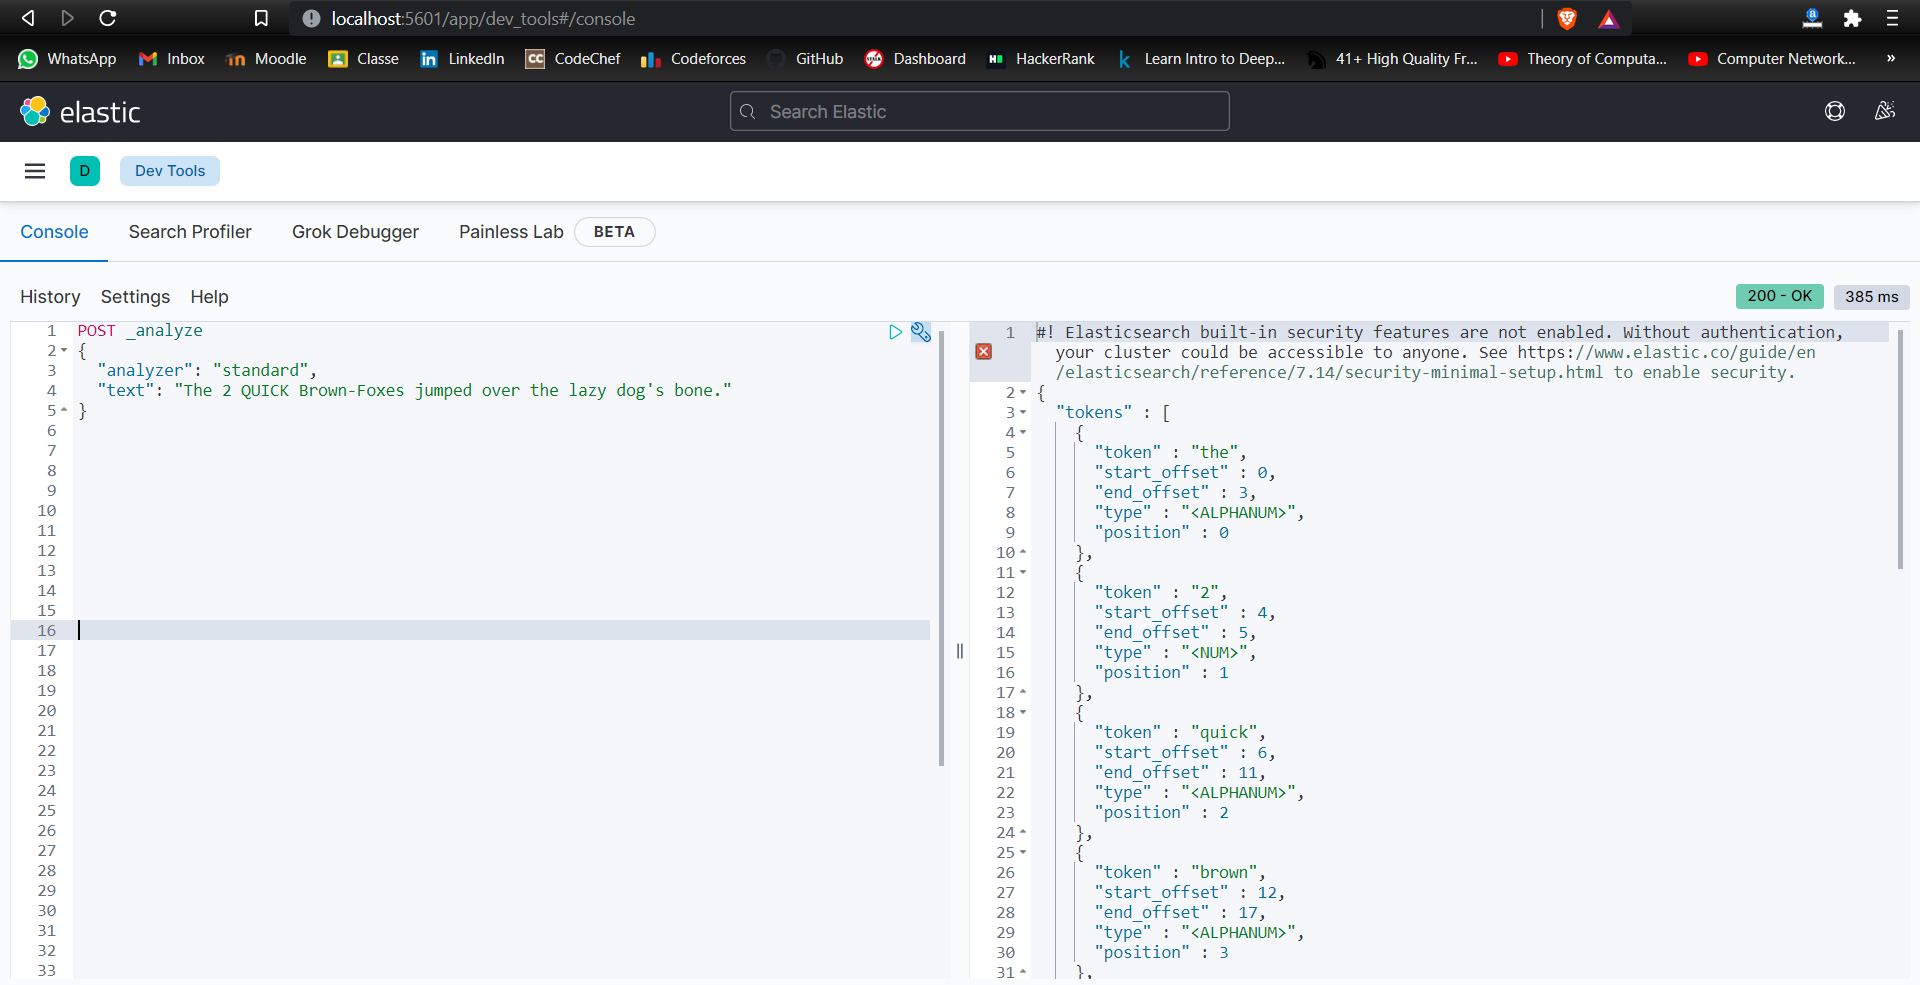 localhost:5601/app/dev_tools#/console
WhatsApp Inbox Moodle Classe LinkedIn CodeChef Codeforces GitHub Dashboard HackerRank Learn Intro to Deep... 41+ High Quality Fr... Theory of Computa... Computer Network... »
elastic Search Elastic
D Dev Tools
Console Search Profiler Grok Debugger Painless Lab BETA
History Settings Help 200 - OK 385 ms
1 POST _analyze
2 {
3 "analyzer": "standard",
4 "text": "The 2 QUICK Brown-Foxes jumped over the lazy dog's bone."
5 }
6
7
8
9
10
11
12
13
14
15
16
17
18
19
20
21
22
23
24
25
26
27
28
29
30
31
32
33
1 #! Elasticsearch built-in security features are not enabled. Without authentication,
your cluster could be accessible to anyone. See https://www.elastic.co/guide/en
/elasticsearch/reference/7.14/security-minimal-setup.html to enable security.
2 {
3 "tokens" : [
4 {
5 "token" : "the",
6 "start_offset" : 0,
7 "end_offset" : 3,
8 "type" : "<ALPHANUM>",
9 "position" : 0
10 },
11 {
12 "token" : "2",
13 "start_offset" : 4,
14 "end_offset" : 5,
15 "type" : "<NUM>",
16 "position" : 1
17 },
18 {
19 "token" : "quick",
20 "start_offset" : 6,
21 "end_offset" : 11,
22 "type" : "<ALPHANUM>",
23 "position" : 2
24 },
25 {
26 "token" : "brown",
27 "start_offset" : 12,
28 "end_offset" : 17,
29 "type" : "<ALPHANUM>",
30 "position" : 3
31 },